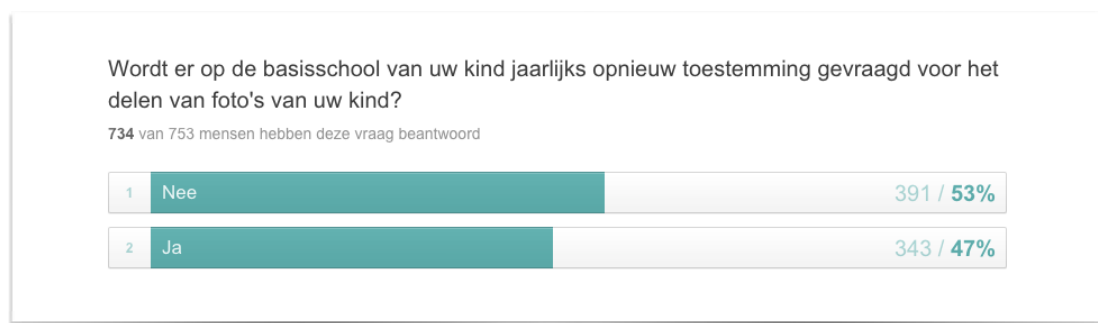 Wordt er op de basisschool van uw kind jaarlijks opnieuw toestemming gevraagd voor het
delen van foto's van uw kind?
734 van 753 mensen hebben deze vraag beantwoord
1 Nee 391 / 53%
2 Ja 343 / 47%